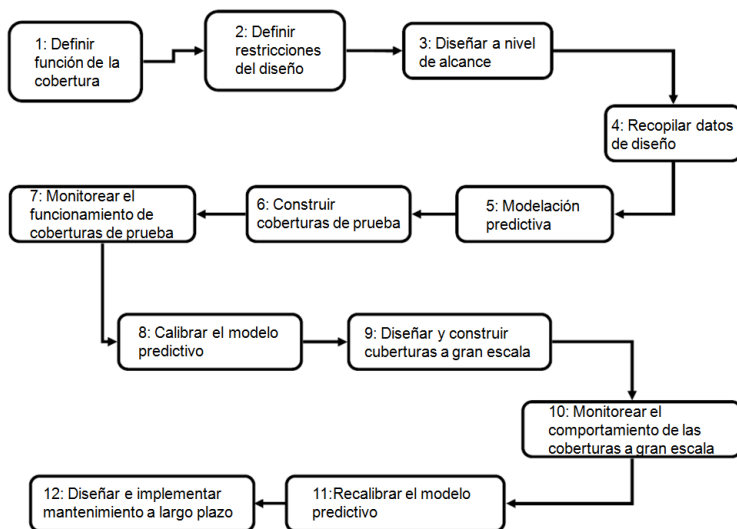 1: Definir
función de la
cobertura
2: Definir
restricciones
del diseño
3: Diseñar a nivel
de alcance
4: Recopilar datos
de diseño
5: Modelación
predictiva
6: Construir
coberturas de prueba
7: Monitorear el
funcionamiento de
coberturas de prueba
8: Calibrar el modelo
predictivo
9: Diseñar y construir
cuberturas a gran escala
10: Monitorear el
comportamiento de las
coberturas a gran escala
11:Recalibrar el modelo
predictivo
12: Diseñar e implementar
mantenimiento a largo plazo